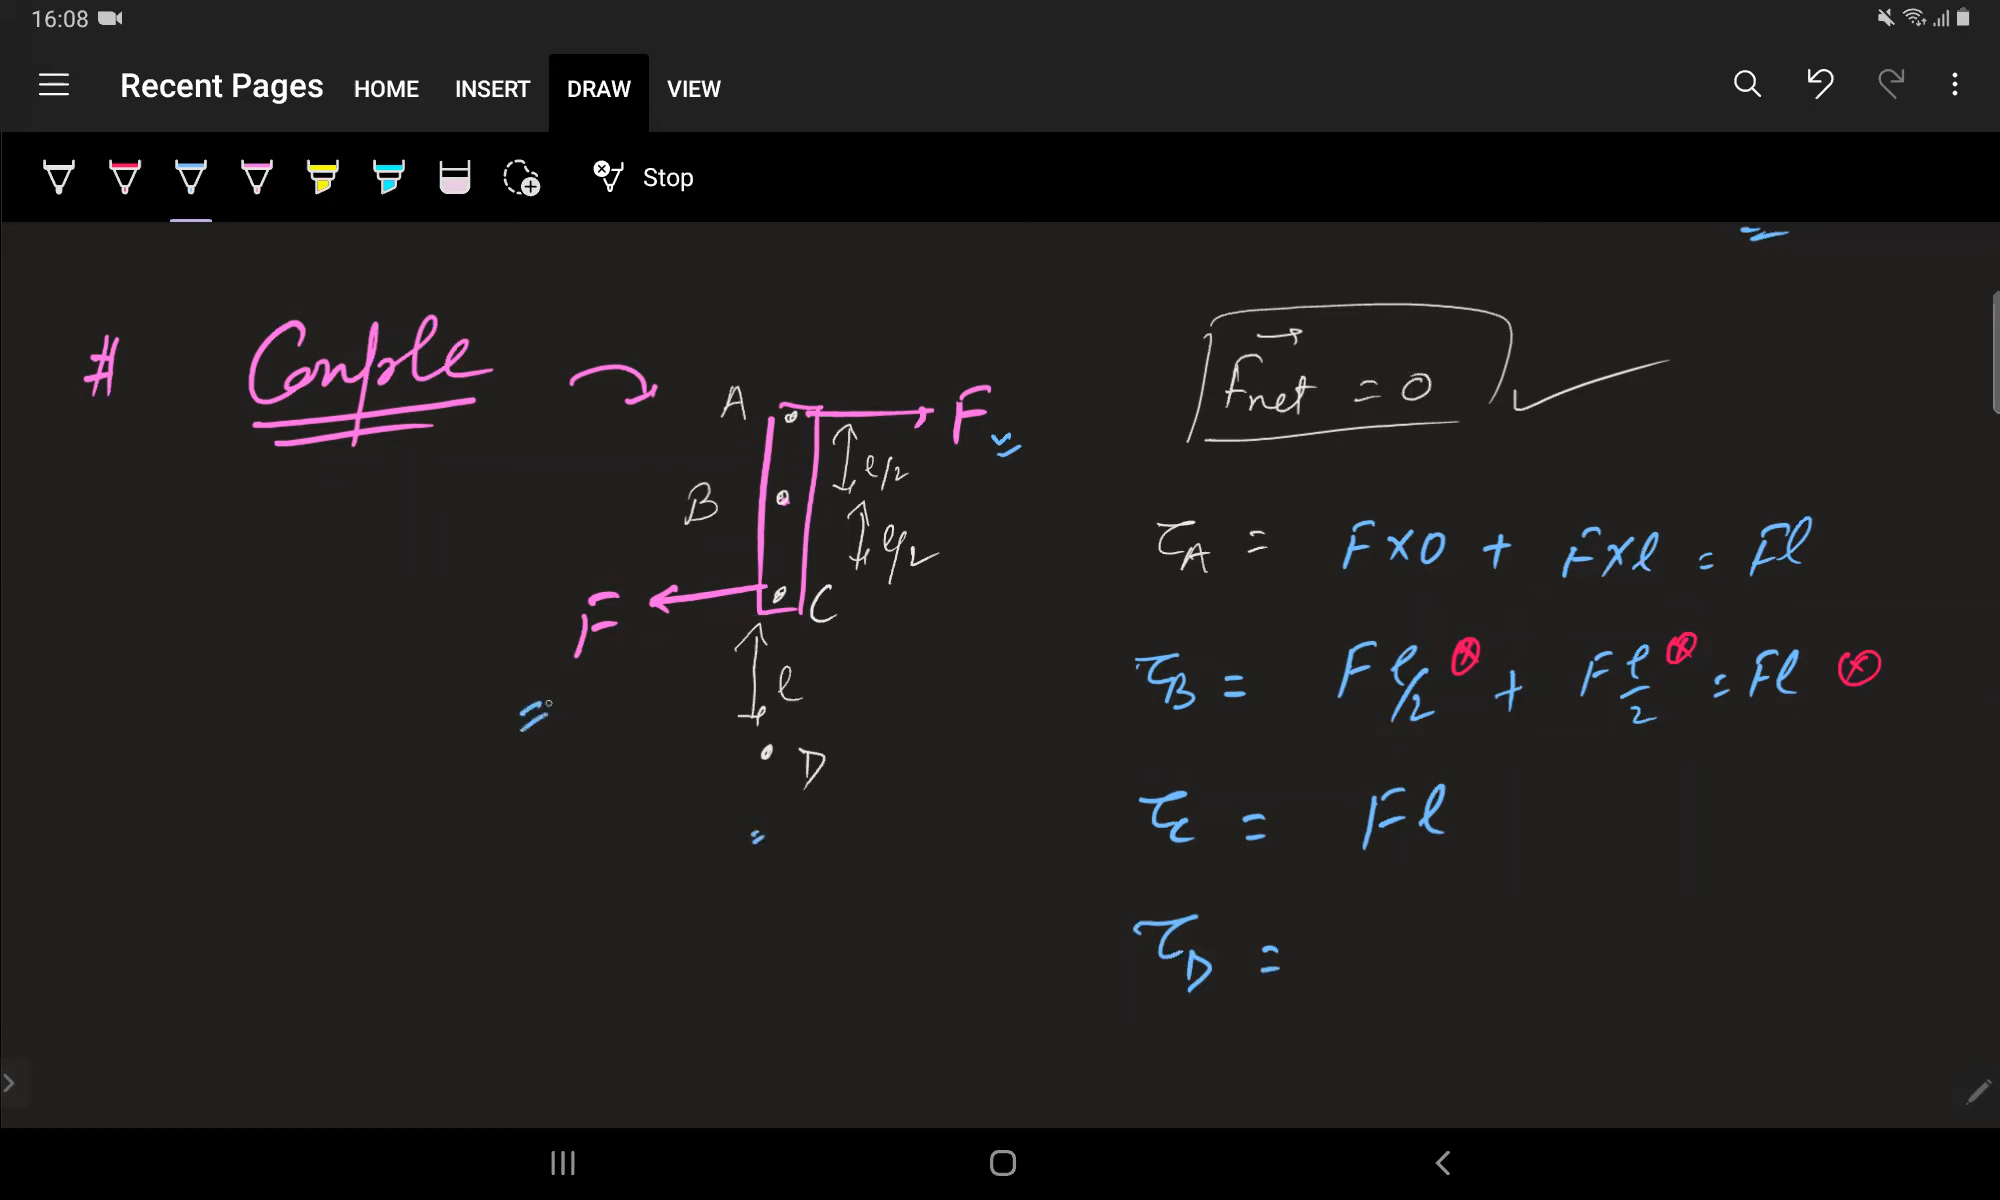 16:08
Recent Pages HOME INSERT DRAW VIEW
Stop
# Couple
A F
Fnet = 0
l/2
B
l/2
F C
l
D
τA = F×0 + F×l = Fl
τB = F l/2 ⊗ + F l/2 ⊗ = Fl ⊗
τC = Fl
τD =